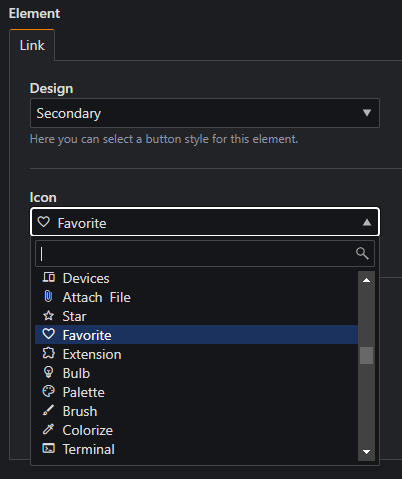 Element
Link
Design
Secondary
Here you can select a button style for this element.
Icon
Favorite
Devices
Attach File
Star
Favorite
Extension
Bulb
Palette
Brush
Colorize
Terminal